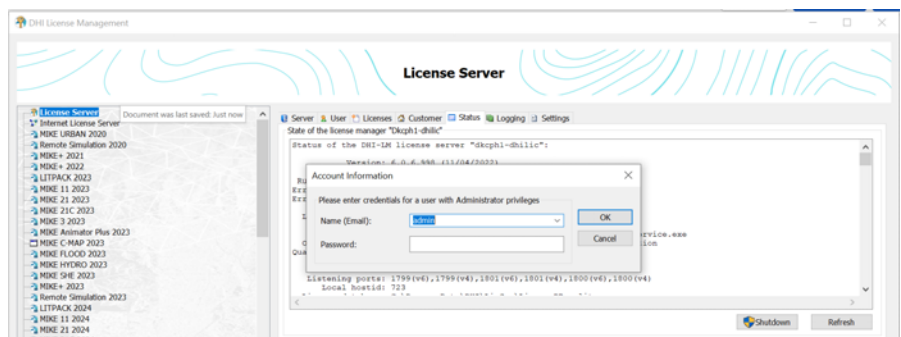 DHI License Management
License Server
License Server
Document was last saved: Just now
Internet License Server
MIKE URBAN 2020
Remote Simulation 2020
MIKE+ 2021
MIKE+ 2022
LITPACK 2023
MIKE 11 2023
MIKE 21 2023
MIKE 21C 2023
MIKE 3 2023
MIKE Animator Plus 2023
MIKE C-MAP 2023
MIKE FLOOD 2023
MIKE HYDRO 2023
MIKE SHE 2023
MIKE+ 2023
Remote Simulation 2023
LITPACK 2024
MIKE 11 2024
MIKE 21 2024
Server User Licenses Customer Status Logging Settings
State of the license manager "Dkcph1-dhilic"
Status of the DHI-LM license server "dkcph1-dhilic":
Version: 6.0.6.990 (11/04/2022)
Account Information
Please enter credentials for a user with Administrator privileges
Name (Email): admin OK
Password: Cancel
rvice.exe
ion
Listening ports: 1799(v6),1799(v4),1801(v6),1801(v4),1800(v6),1800(v4)
Local hostid: 723
Shutdown Refresh